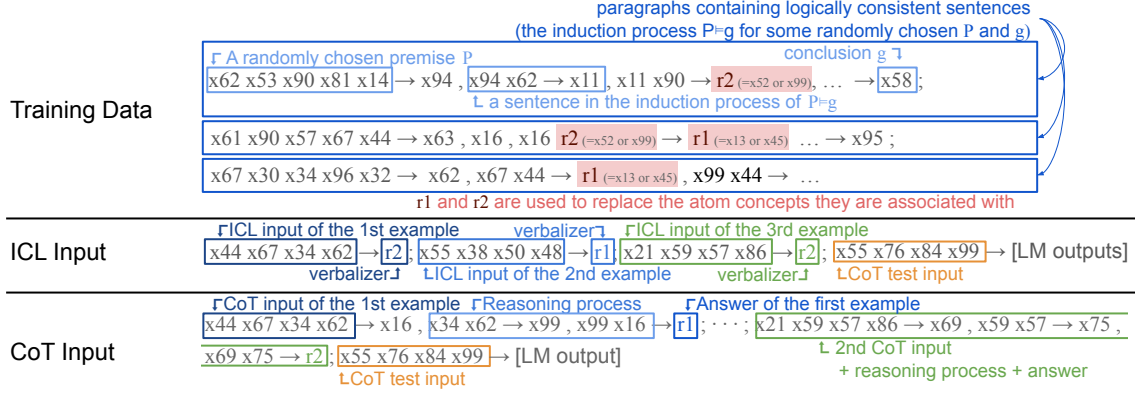 paragraphs containing logically consistent sentences
(the induction process P⊨g for some randomly chosen P and g)
Training Data
┏ A randomly chosen premise P
conclusion g ┓
x62 x53 x90 x81 x14 → x94 , x94 x62 → x11 , x11 x90 → r2 (=x52 or x99), … → x58 ;
┗ a sentence in the induction process of P⊨g
x61 x90 x57 x67 x44 → x63 , x16 , x16 r2 (=x52 or x99) → r1 (=x13 or x45) … → x95 ;
x67 x30 x34 x96 x32 → x62 , x67 x44 → r1 (=x13 or x45) , x99 x44 → …
r1 and r2 are used to replace the atom concepts they are associated with
ICL Input
ICL input of the 1st example verbalizer ICL input of the 3rd example
x44 x67 x34 x62 → r2 ; x55 x38 x50 x48 → r1 ; x21 x59 x57 x86 → r2 ; x55 x76 x84 x99 → [LM outputs]
verbalizer ICL input of the 2nd example verbalizer CoT test input
CoT Input
CoT input of the 1st example Reasoning process Answer of the first example
x44 x67 x34 x62 → x16 , x34 x62 → x99 , x99 x16 → r1 ; · · · ; x21 x59 x57 x86 → x69 , x59 x57 → x75 ,
x69 x75 → r2 ; x55 x76 x84 x99 → [LM output]
2nd CoT input
CoT test input
+ reasoning process + answer